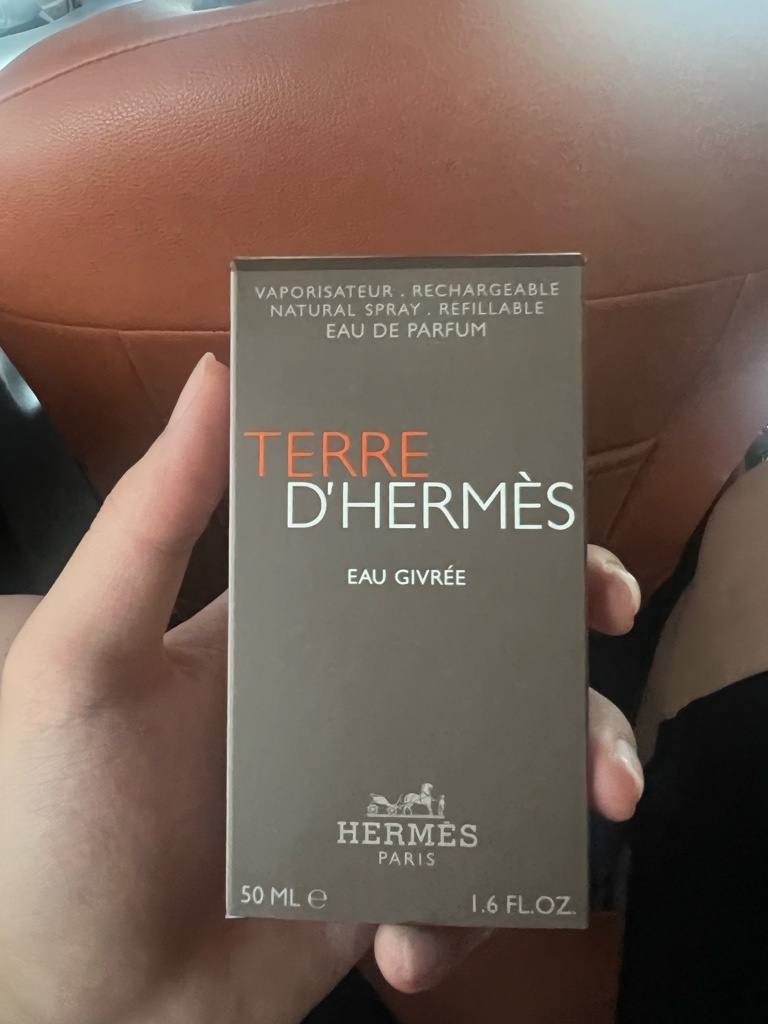 VAPORISATEUR . RECHARGEABLE
NATURAL SPRAY . REFILLABLE
EAU DE PARFUM
TERRE
D'HERMÈS
EAU GIVRÉE
HERMÈS
PARIS
50 ML ℮ 1.6 FL.OZ.